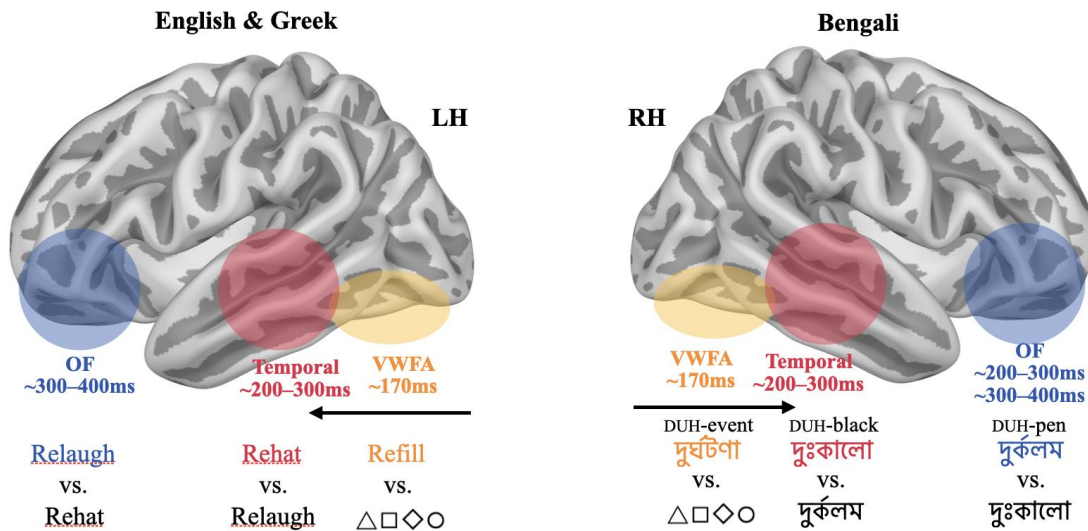 English & Greek
Bengali
LH
RH
OF
~300–400ms
Temporal
~200–300ms
VWFA
~170ms
VWFA
~170ms
Temporal
~200–300ms
OF
~200–300ms
~300–400ms
Relaugh
vs.
Rehat
Rehat
vs.
Relaugh
Refill
vs.
△□◇○
DUH-event
দুর্ঘটণা
vs.
△□◇○
DUH-black
দুঃকালো
vs.
দুর্কলম
DUH-pen
দুর্কলম
vs.
দুঃকালো